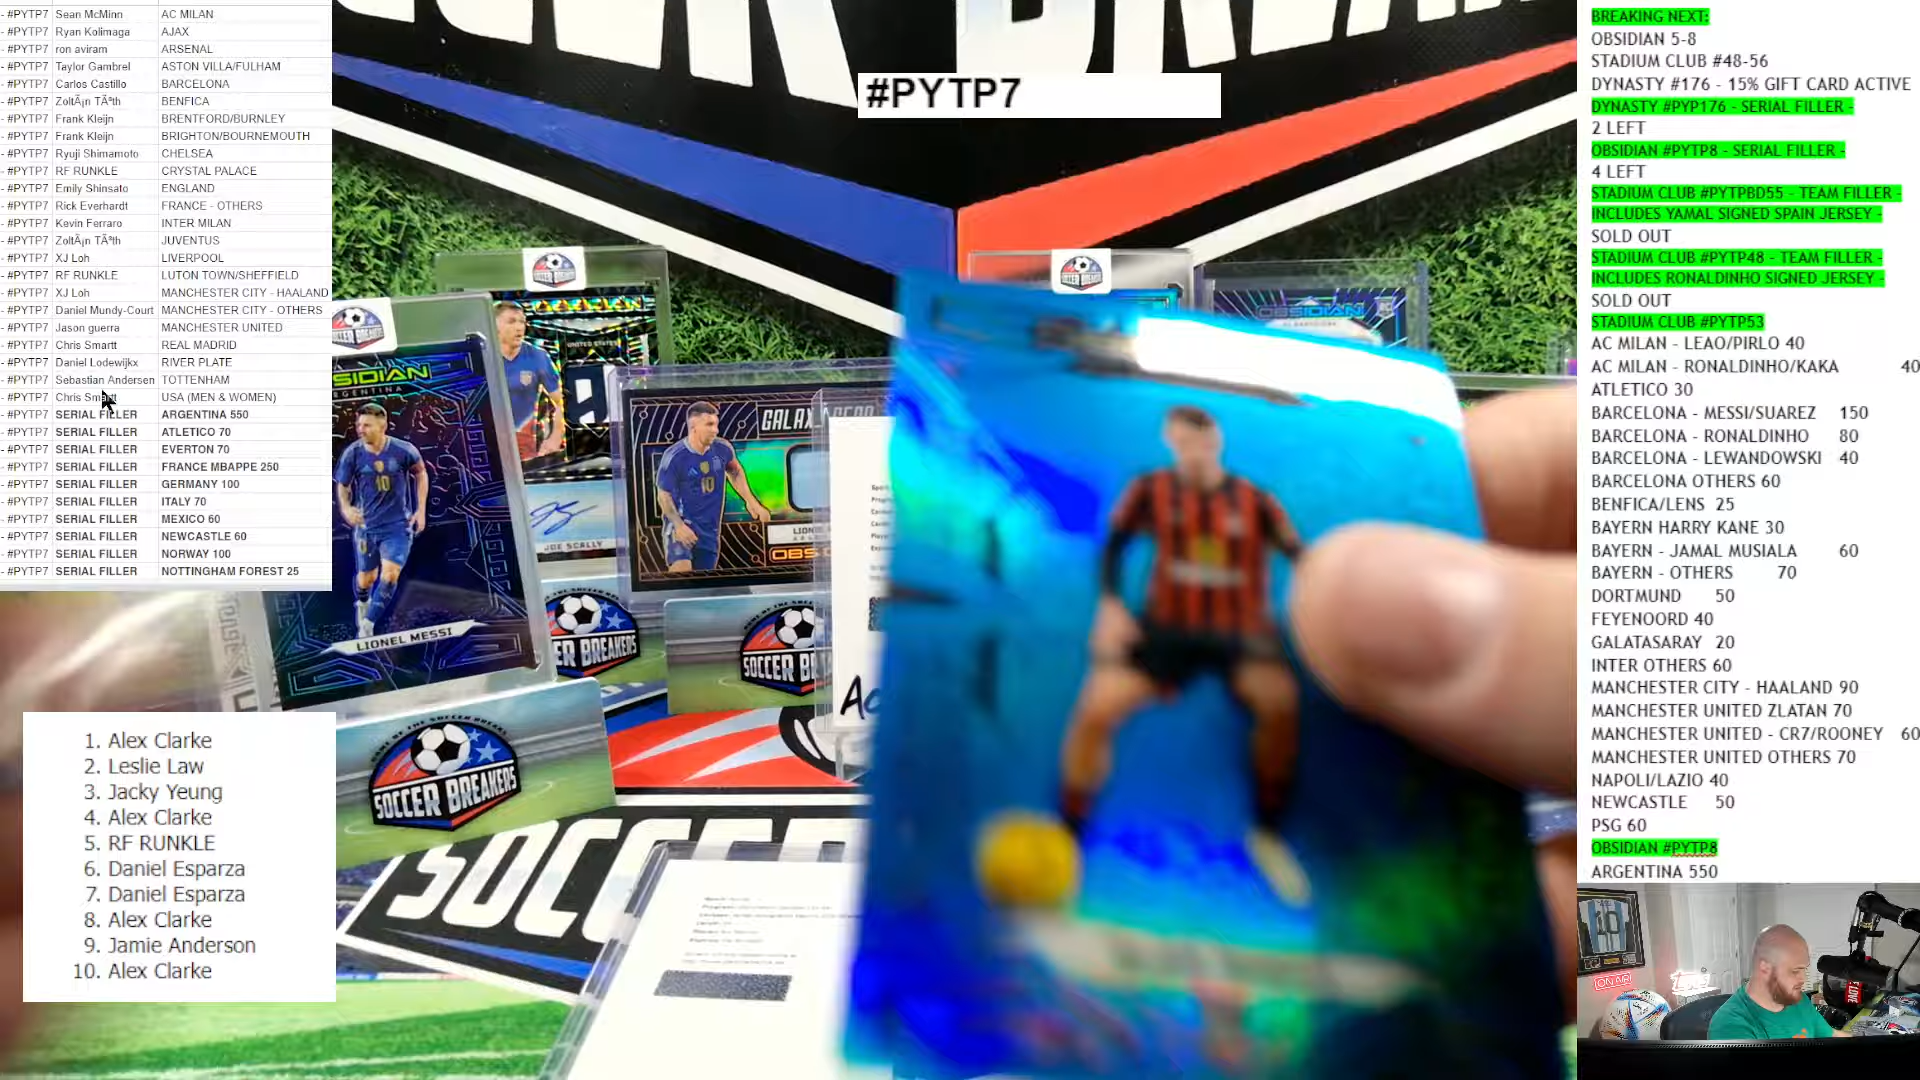 - #PYTP7 Sean McMinn AC MILAN
- #PYTP7 Ryan Kolimaga AJAX
- #PYTP7 ron aviram ARSENAL
- #PYTP7 Taylor Gambrel ASTON VILLA/FULHAM
- #PYTP7 Carlos Castillo BARCELONA
- #PYTP7 ZoltÃ¡n TÃ³th BENFICA
- #PYTP7 Frank Kleijn BRENTFORD/BURNLEY
- #PYTP7 Frank Kleijn BRIGHTON/BOURNEMOUTH
- #PYTP7 Ryuji Shimamoto CHELSEA
- #PYTP7 RF RUNKLE CRYSTAL PALACE
- #PYTP7 Emily Shinsato ENGLAND
- #PYTP7 Rick Everhardt FRANCE - OTHERS
- #PYTP7 Kevin Ferraro INTER MILAN
- #PYTP7 ZoltÃ¡n TÃ³th JUVENTUS
- #PYTP7 XJ Loh LIVERPOOL
- #PYTP7 RF RUNKLE LUTON TOWN/SHEFFIELD
- #PYTP7 XJ Loh MANCHESTER CITY - HAALAND
- #PYTP7 Daniel Mundy-Court MANCHESTER CITY - OTHERS
- #PYTP7 Jason guerra MANCHESTER UNITED
- #PYTP7 Chris Smartt REAL MADRID
- #PYTP7 Daniel Lodewijkx RIVER PLATE
- #PYTP7 Sebastian Andersen TOTTENHAM
- #PYTP7 Chris Smartt USA (MEN & WOMEN)
- #PYTP7 SERIAL FILLER ARGENTINA 550
- #PYTP7 SERIAL FILLER ATLETICO 70
- #PYTP7 SERIAL FILLER EVERTON 70
- #PYTP7 SERIAL FILLER FRANCE MBAPPE 250
- #PYTP7 SERIAL FILLER GERMANY 100
- #PYTP7 SERIAL FILLER ITALY 70
- #PYTP7 SERIAL FILLER MEXICO 60
- #PYTP7 SERIAL FILLER NEWCASTLE 60
- #PYTP7 SERIAL FILLER NORWAY 100
- #PYTP7 SERIAL FILLER NOTTINGHAM FOREST 25
#PYTP7
UNITED STATES
JOE SCALLY
OBSIDIAN
LIONEL MESSI
SOCCER BREAKERS
SOCCER BREAKERS
SOCCER BREAKERS
1. Alex Clarke
2. Leslie Law
3. Jacky Yeung
4. Alex Clarke
5. RF RUNKLE
6. Daniel Esparza
7. Daniel Esparza
8. Alex Clarke
9. Jamie Anderson
10. Alex Clarke
BREAKING NEXT:
OBSIDIAN 5-8
STADIUM CLUB #48-56
DYNASTY #176 - 15% GIFT CARD ACTIVE
DYNASTY #PYP176 - SERIAL FILLER -
2 LEFT
OBSIDIAN #PYTP8 - SERIAL FILLER -
4 LEFT
STADIUM CLUB #PYTPBD55 - TEAM FILLER -
INCLUDES YAMAL SIGNED SPAIN JERSEY -
SOLD OUT
STADIUM CLUB #PYTP48 - TEAM FILLER -
INCLUDES RONALDINHO SIGNED JERSEY -
SOLD OUT
STADIUM CLUB #PYTP53
AC MILAN - LEAO/PIRLO 40
AC MILAN - RONALDINHO/KAKA 40
ATLETICO 30
BARCELONA - MESSI/SUAREZ 150
BARCELONA - RONALDINHO 80
BARCELONA - LEWANDOWSKI 40
BARCELONA OTHERS 60
BENFICA/LENS 25
BAYERN HARRY KANE 30
BAYERN - JAMAL MUSIALA 60
BAYERN - OTHERS 70
DORTMUND 50
FEYENOORD 40
GALATASARAY 20
INTER OTHERS 60
MANCHESTER CITY - HAALAND 90
MANCHESTER UNITED ZLATAN 70
MANCHESTER UNITED - CR7/ROONEY 60
MANCHESTER UNITED OTHERS 70
NAPOLI/LAZIO 40
NEWCASTLE 50
PSG 60
OBSIDIAN #PYTP8
ARGENTINA 550
ON AIR